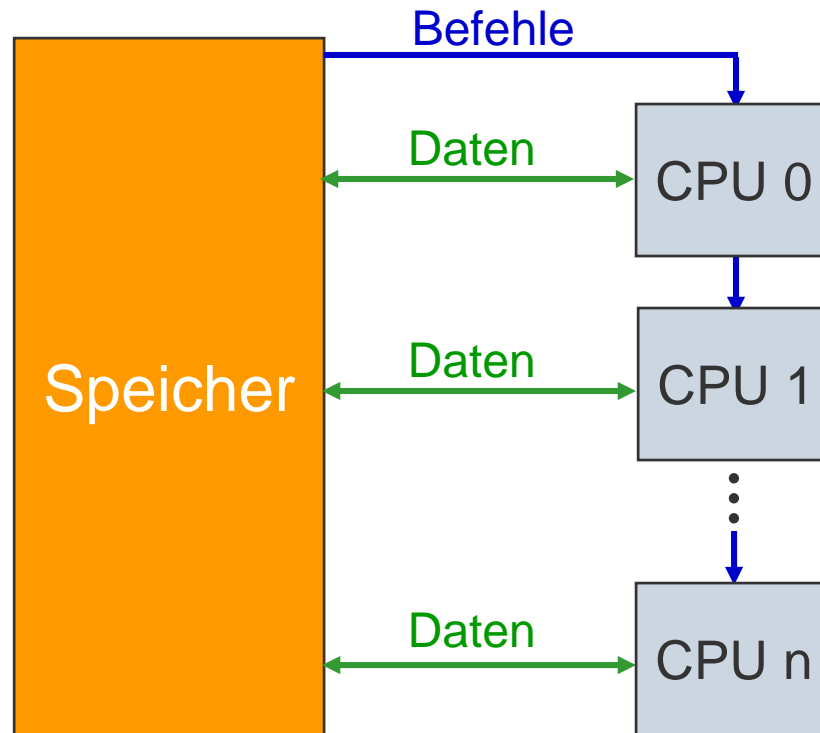 Befehle
Daten
CPU 0
Speicher
Daten
CPU 1
Daten
CPU n